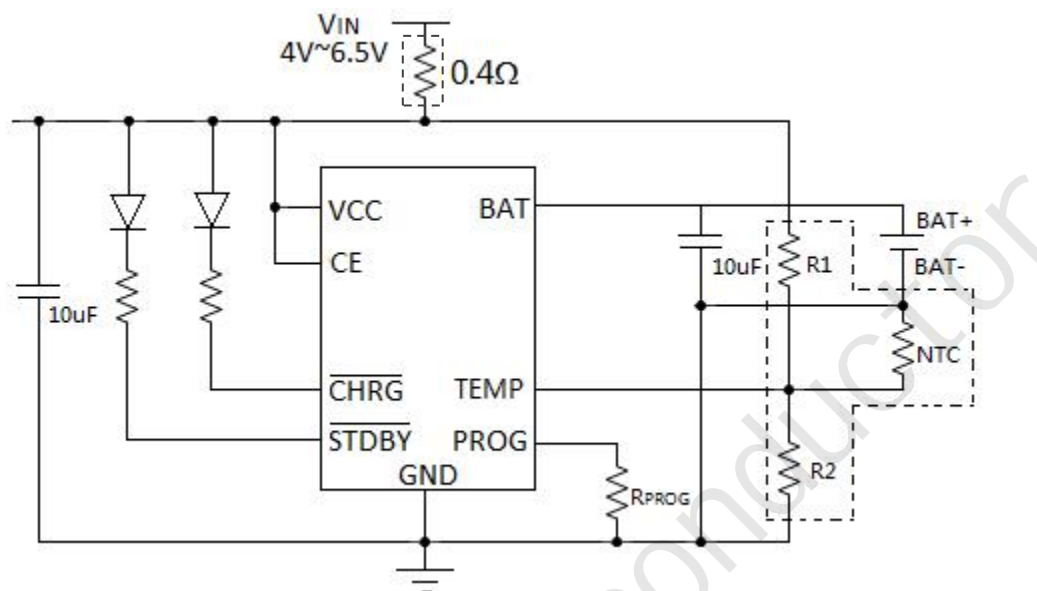 VIN
4V~6.5V
0.4Ω
VCC
BAT
BAT+
CE
10uF
R1
BAT-
10uF
NTC
CHRG
TEMP
STDBY
PROG
GND
RPROG
R2
onductor